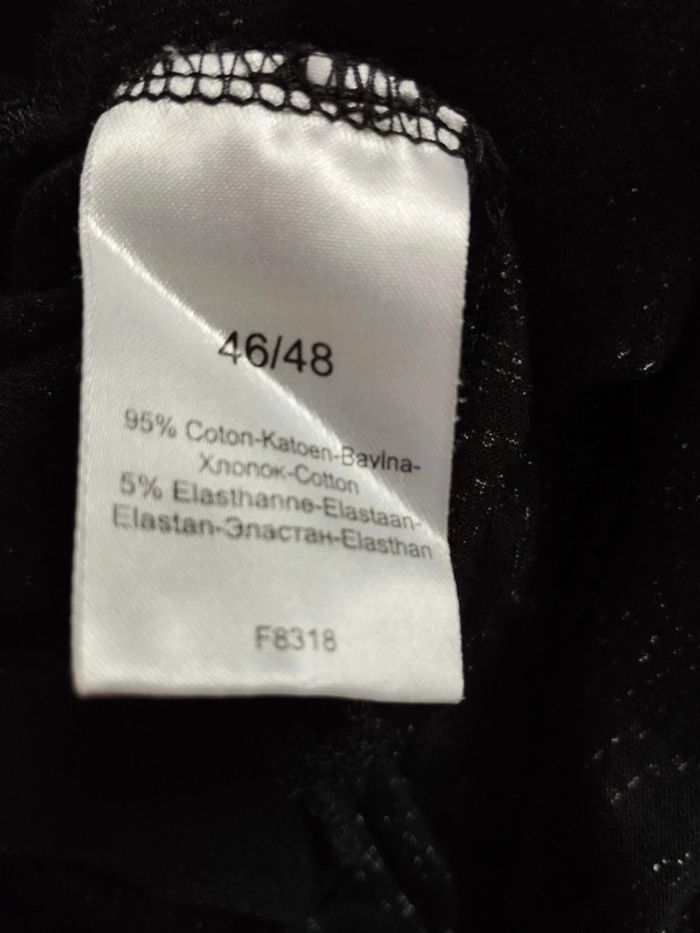 46/48
95% Coton-Katoen-Bavlna-
Хлопок-Cotton
5% Elasthanne-Elastaan-
Elastan-Эластан-Elasthan
F8318